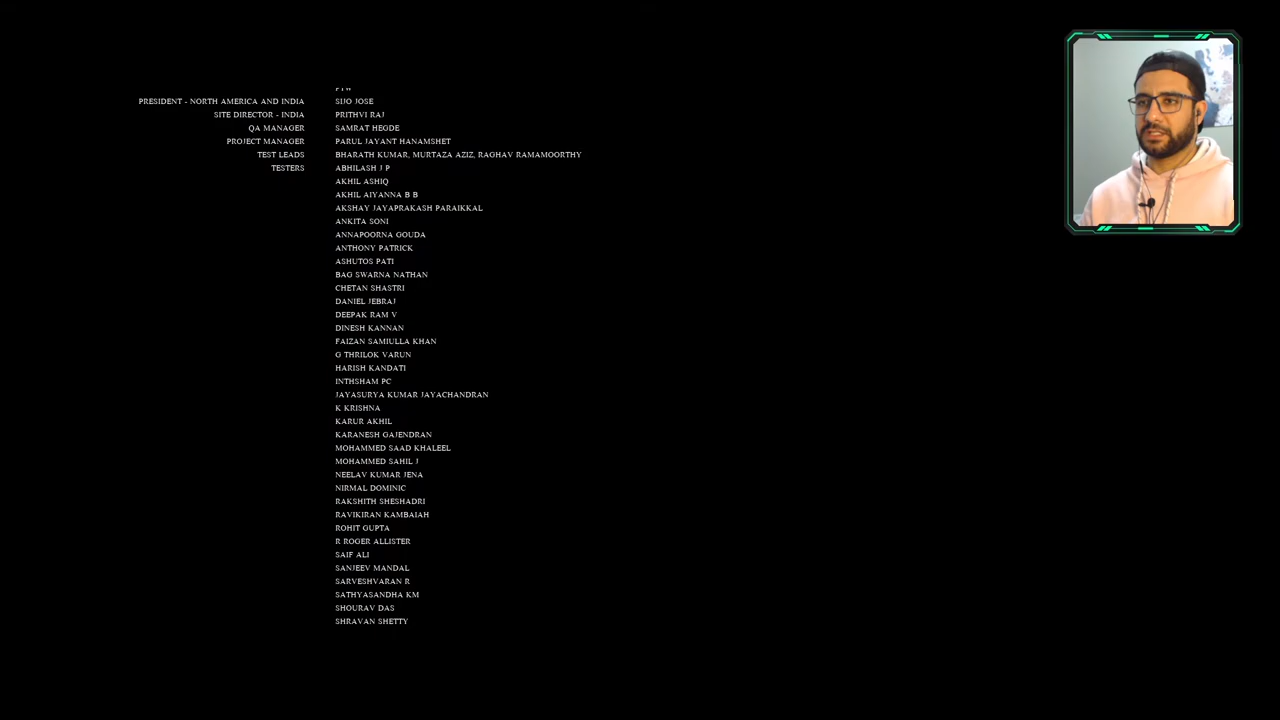 PRESIDENT - NORTH AMERICA AND INDIA SIJO JOSE
SITE DIRECTOR - INDIA PRITHVI RAJ
QA MANAGER SAMRAT HEGDE
PROJECT MANAGER PARUL JAYANT HANAMSHET
TEST LEADS BHARATH KUMAR, MURTAZA AZIZ, RAGHAV RAMAMOORTHY
TESTERS ABHILASH J P
AKHIL ASHIQ
AKHIL AIYANNA B B
AKSHAY JAYAPRAKASH PARAIKKAL
ANKITA SONI
ANNAPOORNA GOUDA
ANTHONY PATRICK
ASHUTOS PATI
BAG SWARNA NATHAN
CHETAN SHASTRI
DANIEL JEBRAJ
DEEPAK RAM V
DINESH KANNAN
FAIZAN SAMIULLA KHAN
G THRILOK VARUN
HARISH KANDATI
INTHSHAM PC
JAYASURYA KUMAR JAYACHANDRAN
K KRISHNA
KARUR AKHIL
KARANESH GAJENDRAN
MOHAMMED SAAD KHALEEL
MOHAMMED SAHIL J
NEELAV KUMAR JENA
NIRMAL DOMINIC
RAKSHITH SHESHADRI
RAVIKIRAN KAMBAIAH
ROHIT GUPTA
R ROGER ALLISTER
SAIF ALI
SANJEEV MANDAL
SARVESHVARAN R
SATHYASANDHA KM
SHOURAV DAS
SHRAVAN SHETTY